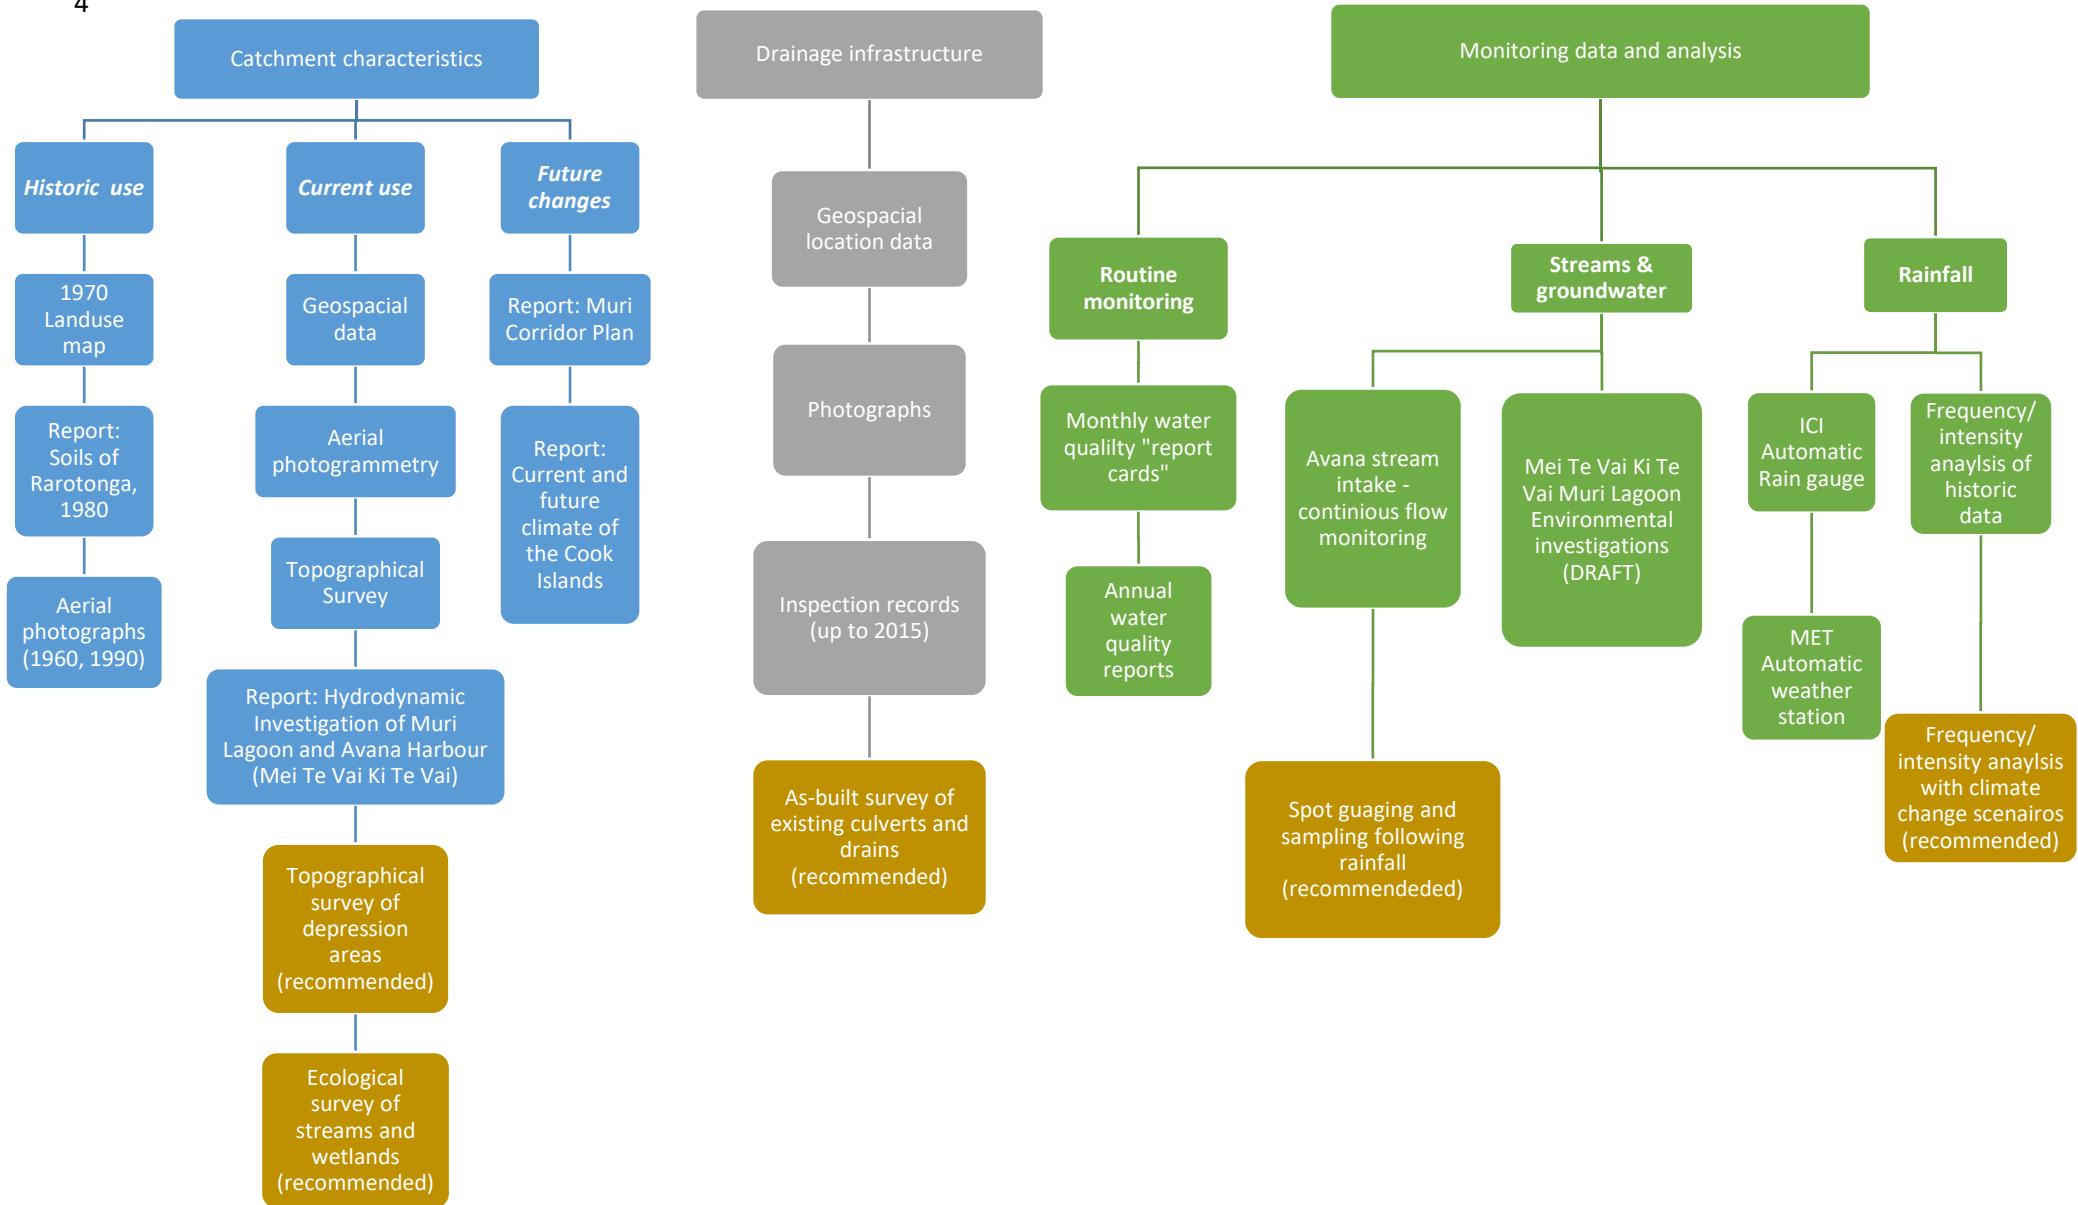 4
Catchment characteristics
Historic use
1970
Landuse
map
Report:
Soils of
Rarotonga,
1980
Aerial
photographs
(1960, 1990)
Current use
Geospacial
data
Aerial
photogrammetry
Topographical
Survey
Report: Hydrodynamic
Investigation of Muri
Lagoon and Avana Harbour
(Mei Te Vai Ki Te Vai)
Topographical
survey of
depression
areas
(recommended)
Ecological
survey of
streams and
wetlands
(recommended)
Future
changes
Report: Muri
Corridor Plan
Report:
Current and
future
climate of
the Cook
Islands
Drainage infrastructure
Geospacial
location data
Photographs
Inspection records
(up to 2015)
As-built survey of
existing culverts and
drains
(recommended)
Monitoring data and analysis
Routine
monitoring
Monthly water
qualilty "report
cards"
Annual
water
quality
reports
Streams &
groundwater
Avana stream
intake -
continious flow
monitoring
Spot guaging and
sampling following
rainfall
(recommendeded)
Mei Te Vai Ki Te
Vai Muri Lagoon
Environmental
investigations
(DRAFT)
Rainfall
ICI
Automatic
Rain gauge
MET
Automatic
weather
station
Frequency/
intensity
anaylsis of
historic
data
Frequency/
intensity anaylsis
with climate
change scenairos
(recommended)